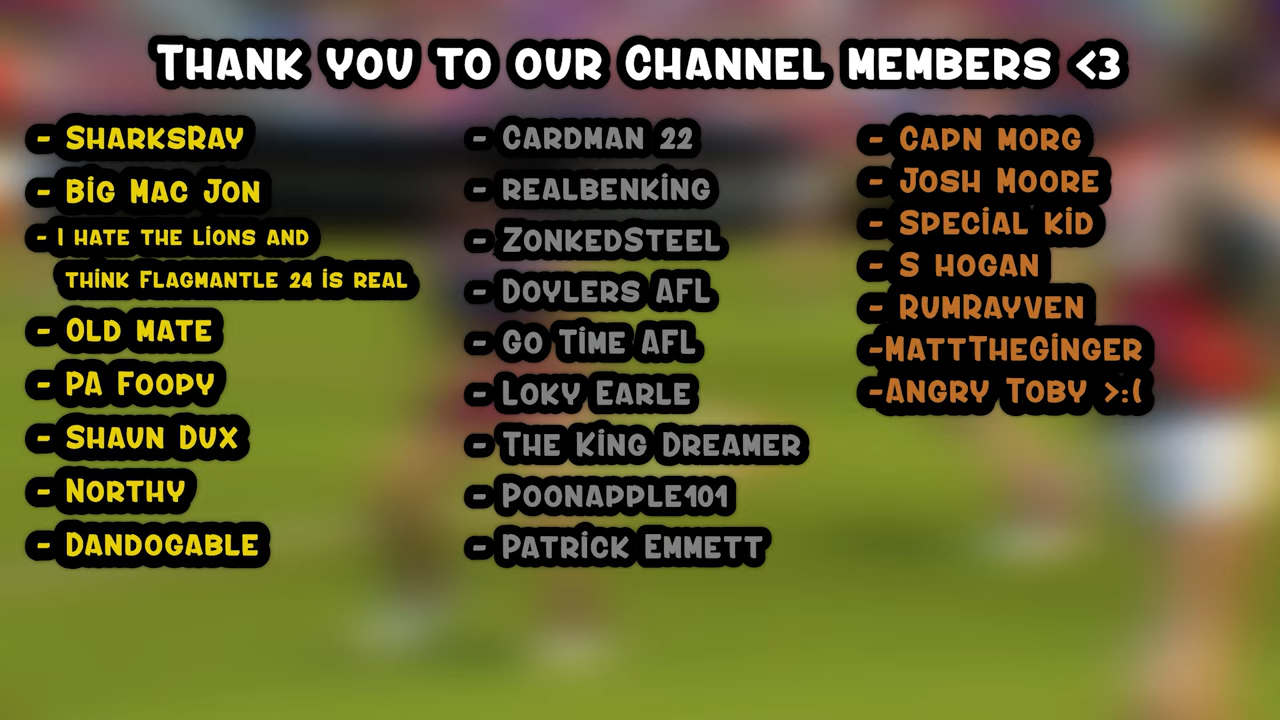 Thank you to our Channel members <3
- SharksRay
- Big Mac Jon
- I hate the lions and
think Flagmantle 24 is real
- Old mate
- PA Foopy
- Shaun Dux
- Northy
- Dandogable
- Cardman 22
- realbenking
- ZonkedSteel
- Doylers AFL
- Go Time AFL
- Loky Earle
- The King Dreamer
- Poonapple101
- Patrick Emmett
- Capn morg
- Josh Moore
- Special kid
- S hogan
- RumRayven
-MattTheGinger
-Angry Toby >:(